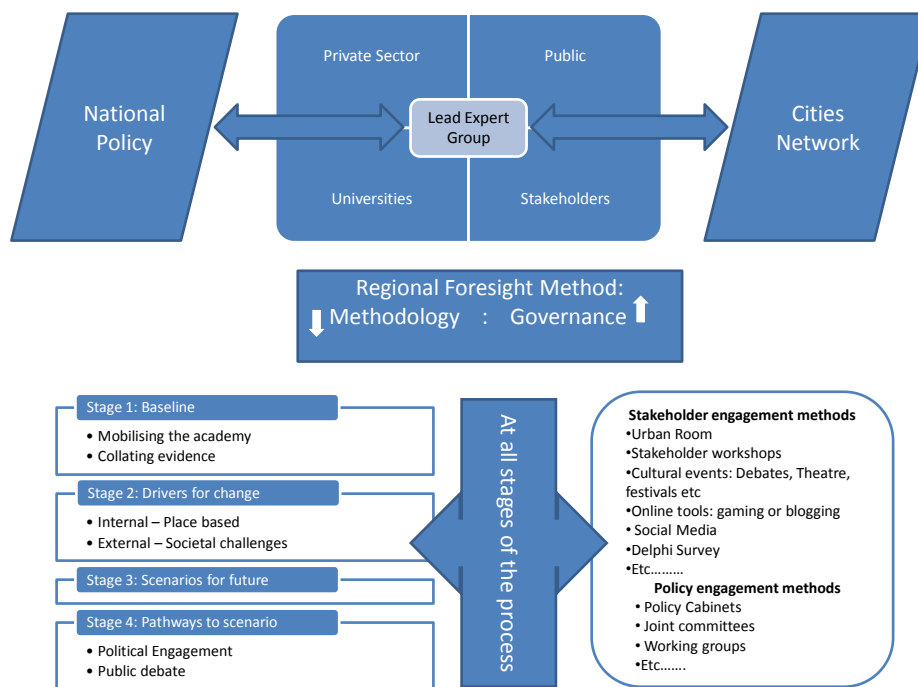 Private Sector
Public
National
Policy
Lead Expert
Group
Cities
Network
Universities
Stakeholders
Regional Foresight Method:
Methodology : Governance
Stage 1: Baseline
• Mobilising the academy
• Collating evidence
Stage 2: Drivers for change
• Internal – Place based
• External – Societal challenges
Stage 3: Scenarios for future
Stage 4: Pathways to scenario
• Political Engagement
• Public debate
At all stages of the process
Stakeholder engagement methods
•Urban Room
•Stakeholder workshops
•Cultural events: Debates, Theatre,
festivals etc
•Online tools: gaming or blogging
• Social Media
•Delphi Survey
•Etc………
Policy engagement methods
• Policy Cabinets
• Joint committees
• Working groups
•Etc…….